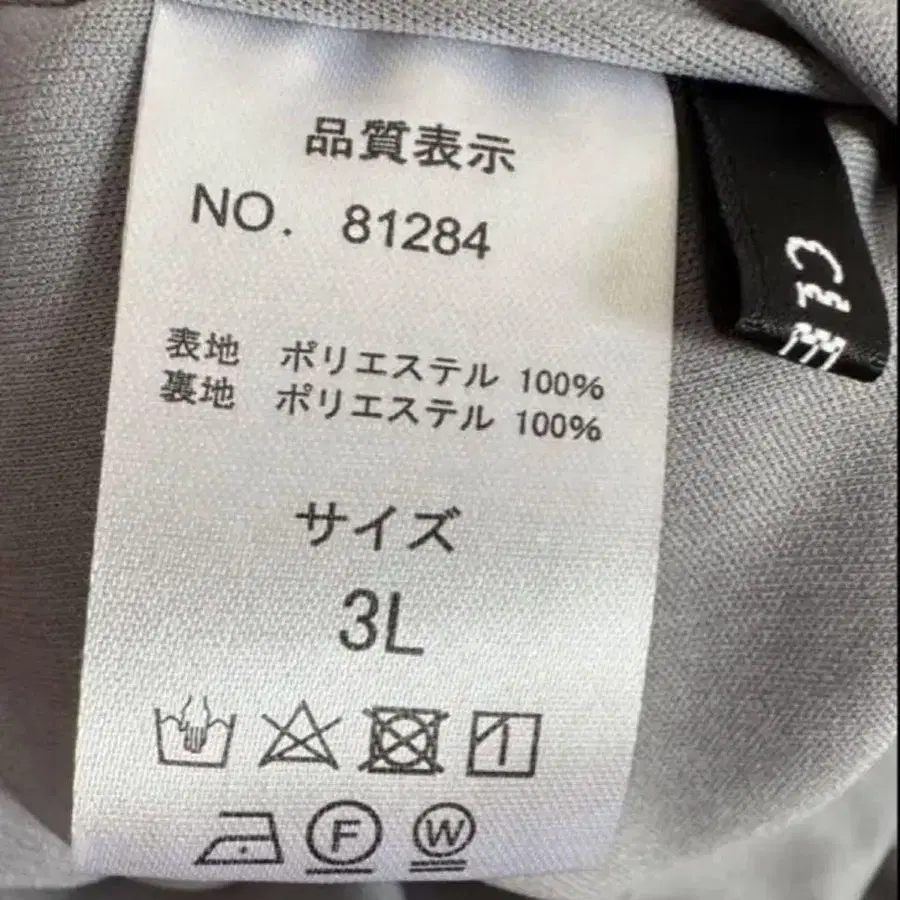 品質表示
NO. 81284
表地 ポリエステル 100%
裏地 ポリエステル 100%
サイズ
3L
F
W